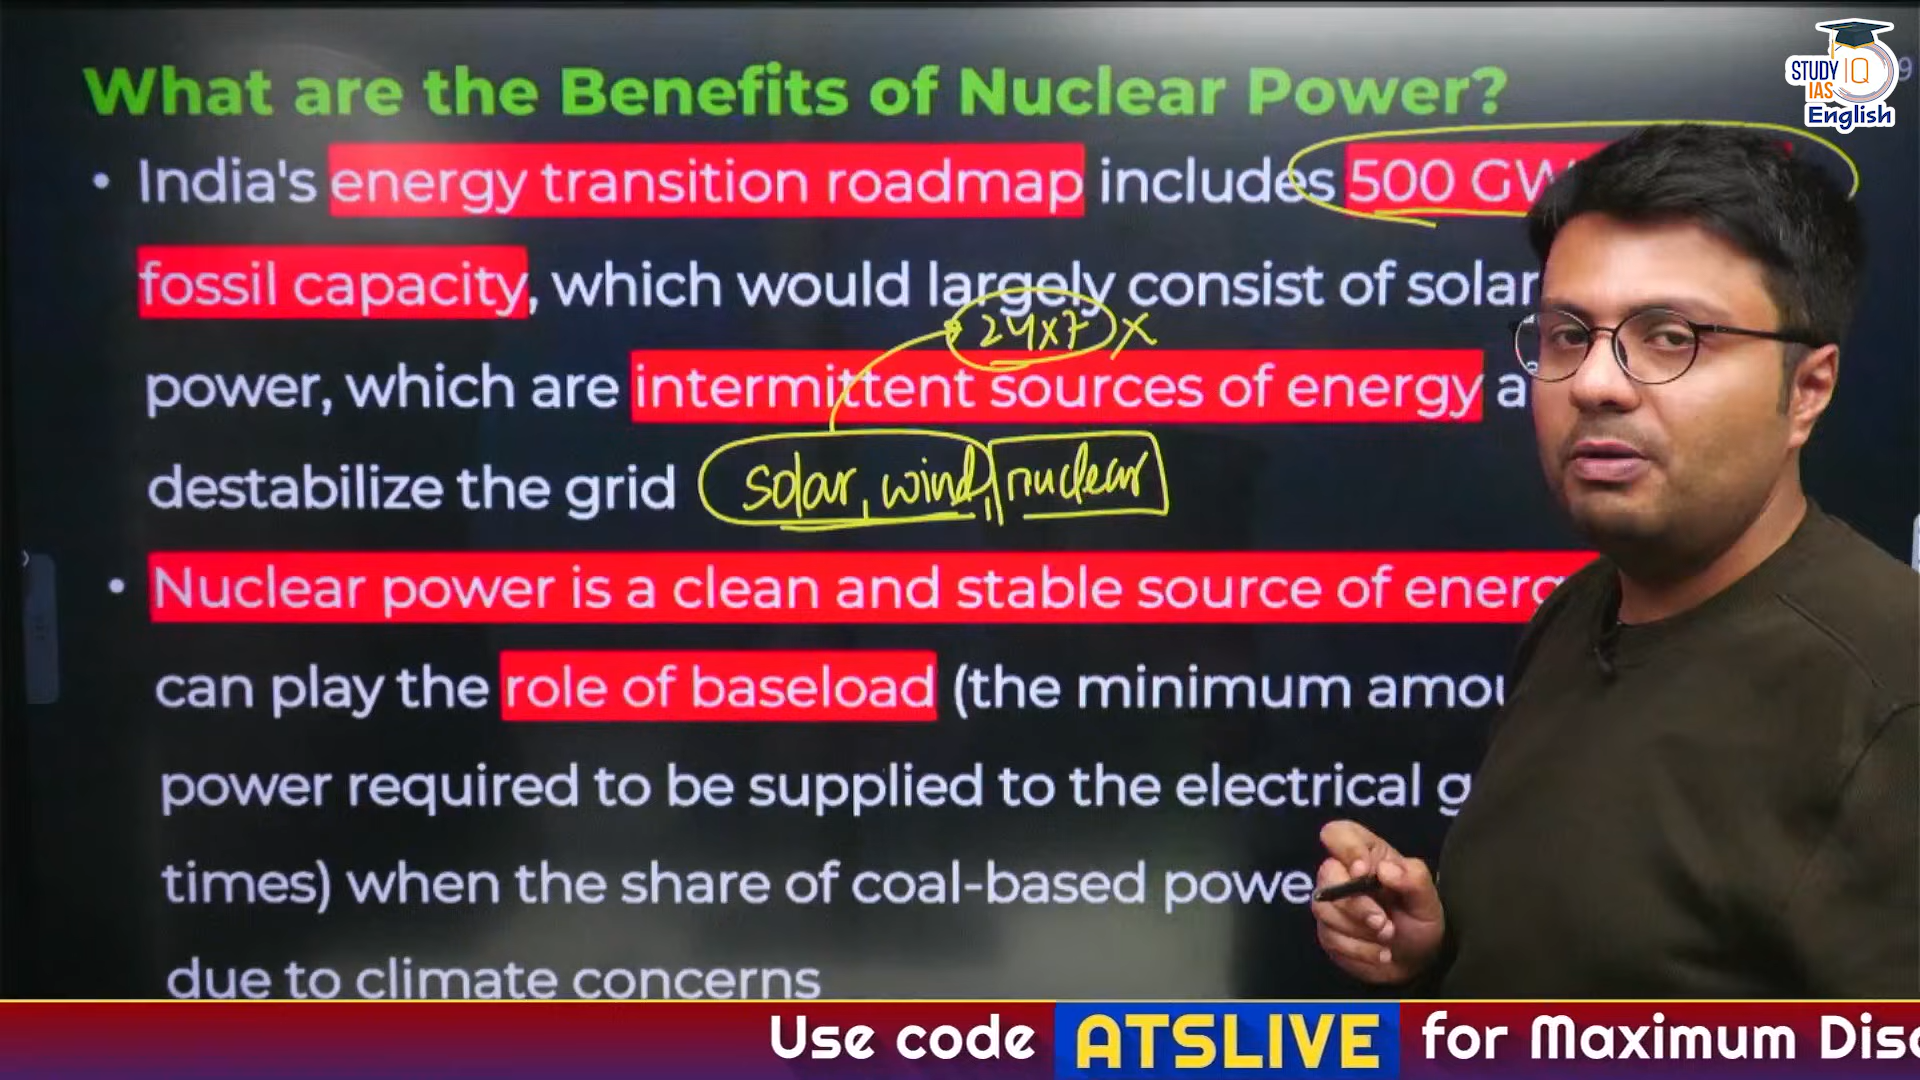 STUDY IQ
IAS
English
9
What are the Benefits of Nuclear Power?
• India's energy transition roadmap includes 500 GW
fossil capacity, which would largely consist of solar
24x7 X
power, which are intermittent sources of energy a
destabilize the grid solar, wind, nuclear
• Nuclear power is a clean and stable source of energ
can play the role of baseload (the minimum amou
power required to be supplied to the electrical g
times) when the share of coal-based powe
due to climate concerns
Use code ATSLIVE for Maximum Disc